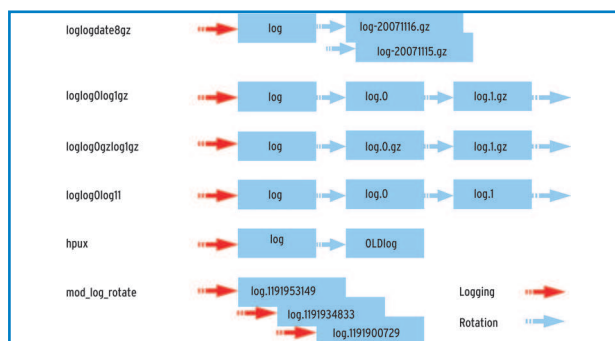 loglogdate8gz log log-20071116.gz
log-20071115.gz
loglog0log1gz log log.0 log.1.gz
loglog0gzlog1gz log log.0.gz log.1.gz
loglog0log11 log log.0 log.1
hpux log OLDlog
mod_log_rotate log.1191953149 Logging
log.1191934833
log.1191900729 Rotation